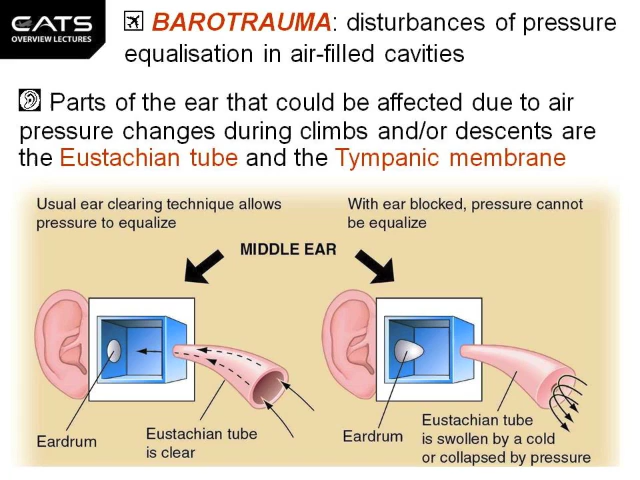 CATS
OVERVIEW LECTURES
BAROTRAUMA: disturbances of pressure
equalisation in air-filled cavities
Parts of the ear that could be affected due to air
pressure changes during climbs and/or descents are
the Eustachian tube and the Tympanic membrane
Usual ear clearing technique allows
pressure to equalize
With ear blocked, pressure cannot
be equalize
MIDDLE EAR
Eardrum
Eustachian tube
is clear
Eardrum
Eustachian tube
is swollen by a cold
or collapsed by pressure